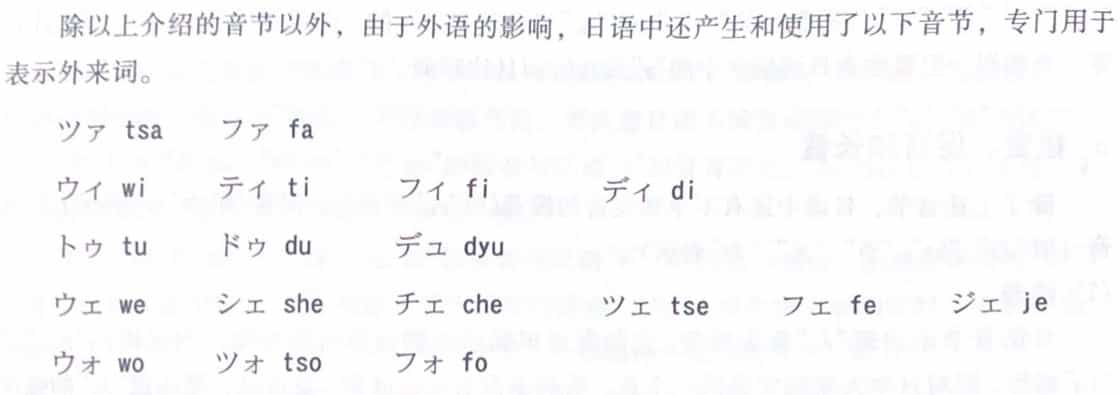 除以上介绍的音节以外，由于外语的影响，日语中还产生和使用了以下音节，专门用于
表示外来词。
ツァ tsa ファ fa
ウィ wi ティ ti フィ fi ディ di
トゥ tu ドゥ du デュ dyu
ウェ we シェ she チェ che ツェ tse フェ fe ジェ je
ウォ wo ツォ tso フォ fo